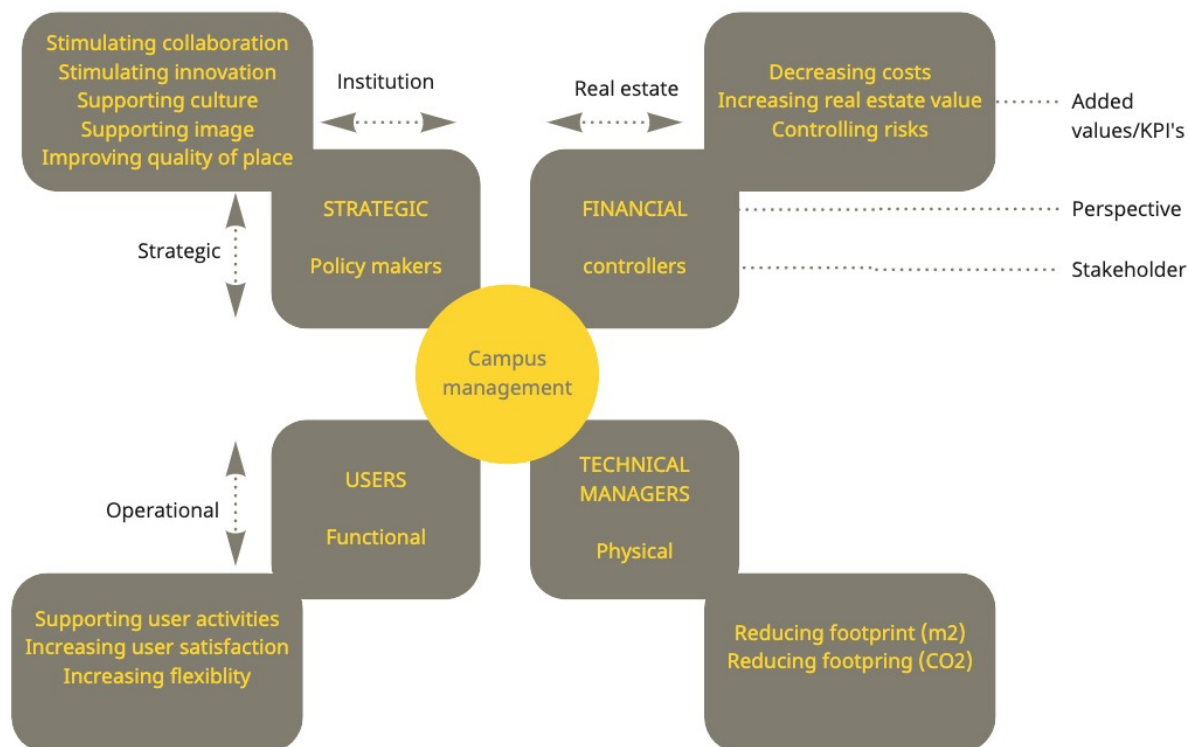 Stimulating collaboration
Stimulating innovation
Supporting culture
Supporting image
Improving quality of place
Institution
Real estate
Decreasing costs
Increasing real estate value
Controlling risks
Added
values/KPI's
STRATEGIC
Policy makers
FINANCIAL
controllers
Perspective
Stakeholder
Strategic
Campus
management
Operational
USERS
Functional
TECHNICAL
MANAGERS
Physical
Supporting user activities
Increasing user satisfaction
Increasing flexiblity
Reducing footprint (m2)
Reducing footpring (CO2)